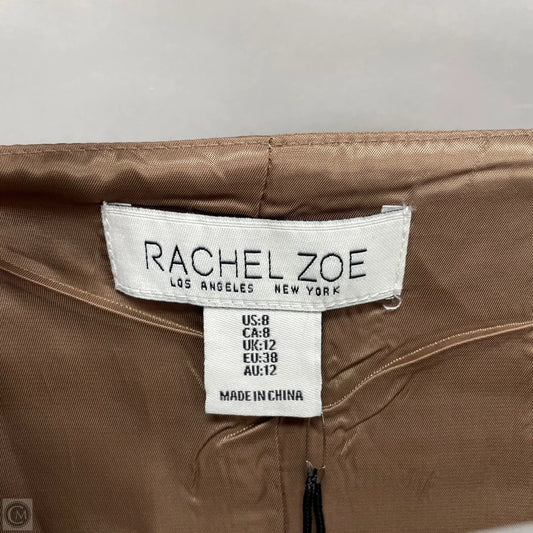 RACHEL ZOE
LOS ANGELES NEW YORK
US:8
CA:8
UK:12
EU:38
AU:12
MADE IN CHINA